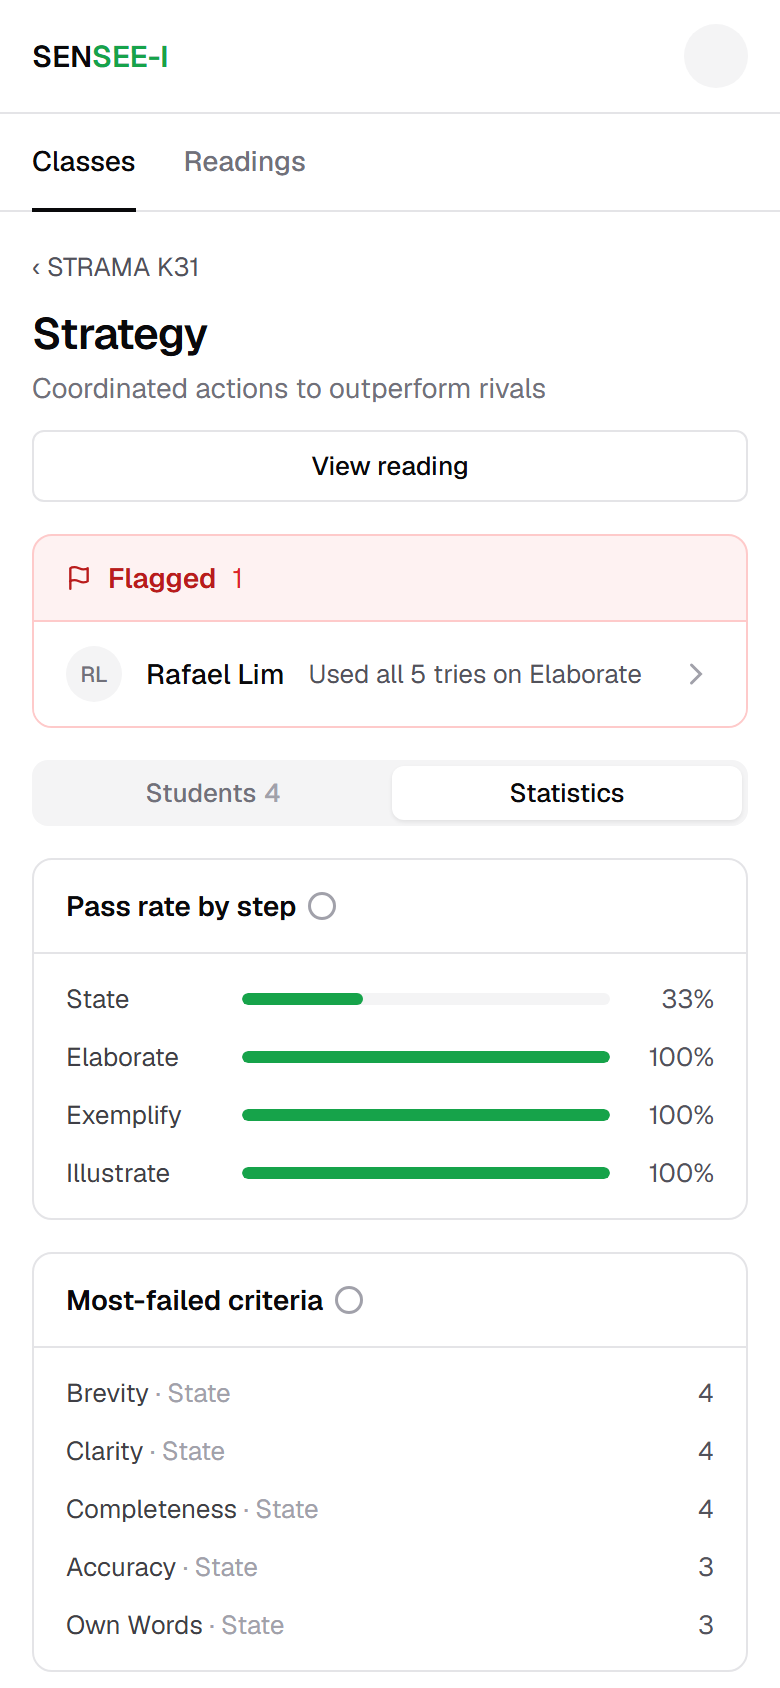 SENSEE-I
Classes Readings
‹ STRAMA K31
Strategy
Coordinated actions to outperform rivals
View reading
Flagged 1
RL Rafael Lim Used all 5 tries on Elaborate
Students 4 Statistics
Pass rate by step
State 33%
Elaborate 100%
Exemplify 100%
Illustrate 100%
Most-failed criteria
Brevity · State 4
Clarity · State 4
Completeness · State 4
Accuracy · State 3
Own Words · State 3